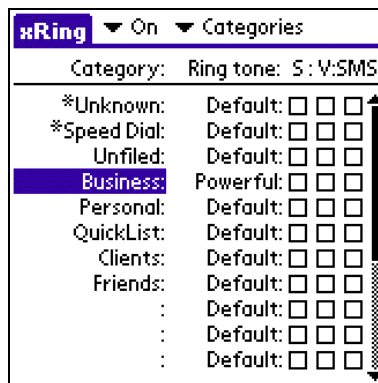 xRing On Categories
Category: Ring tone: S : V:SMS
*Unknown: Default:
*Speed Dial: Default:
Unfiled: Default:
Business: Powerful:
Personal: Default:
QuickList: Default:
Clients: Default:
Friends: Default:
: Default:
: Default:
: Default: